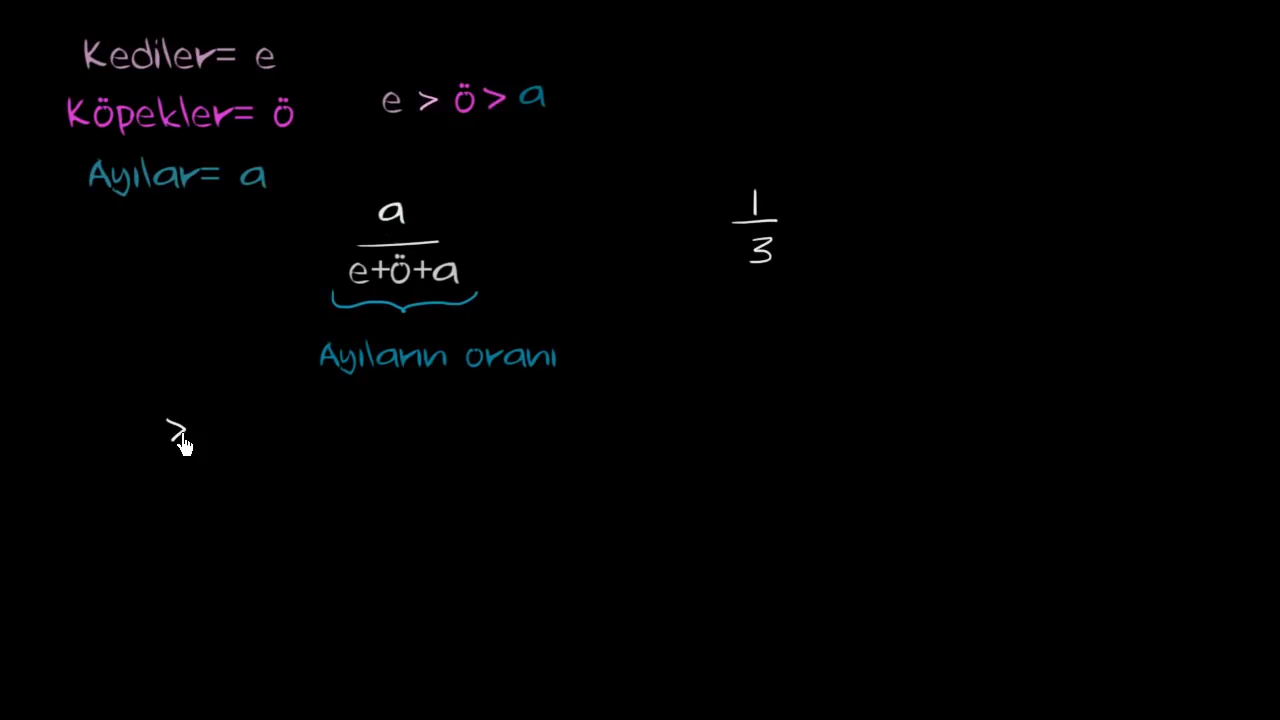 Kediler= e
Köpekler= ö
e > ö > a
Ayılar= a
a
e+ö+a
1
3
Ayıların oranı
>